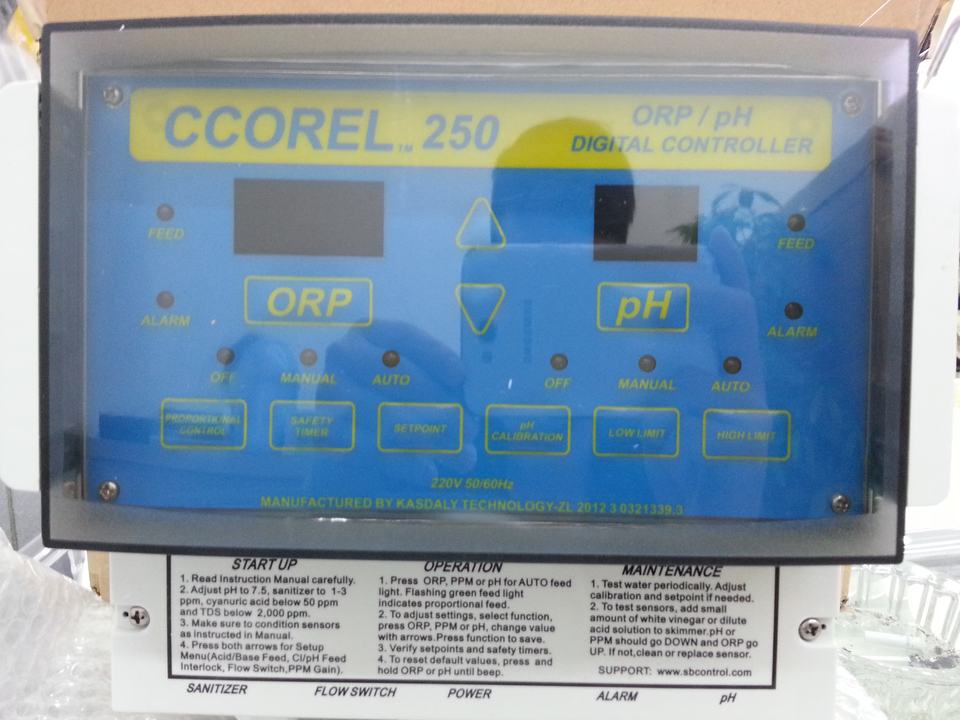 CCOREL™ 250
ORP / pH
DIGITAL CONTROLLER
FEED
FEED
ORP
pH
ALARM
ALARM
OFF MANUAL AUTO
OFF MANUAL AUTO
PROPORTIONAL
CONTROL
SAFETY
TIMER
SETPOINT
pH
CALIBRATION
LOW LIMIT
HIGH LIMIT
220V 50/60Hz
MANUFACTURED BY KASDALY TECHNOLOGY-ZL 2012 3 0321339.3
START UP
1. Read Instruction Manual carefully.
2. Adjust pH to 7.5, sanitizer to 1-3
ppm, cyanuric acid below 50 ppm
and TDS below 2,000 ppm.
3. Make sure to condition sensors
as instructed in Manual.
4. Press both arrows for Setup
Menu(Acid/Base Feed, Cl/pH Feed
Interlock, Flow Switch,PPM Gain).
OPERATION
1. Press ORP, PPM or pH for AUTO feed
light. Flashing green feed light
indicates proportional feed.
2. To adjust settings, select function,
press ORP, PPM or pH, change value
with arrows.Press function to save.
3. Verify setpoints and safety timers.
4. To reset default values, press and
hold ORP or pH until beep.
MAINTENANCE
1. Test water periodically. Adjust
calibration and setpoint if needed.
2. To test sensors, add small
amount of white vinegar or dilute
acid solution to skimmer.pH or
PPM should go DOWN and ORP go
UP. If not,clean or replace sensor.
SUPPORT: www.sbcontrol.com
SANITIZER FLOW SWITCH POWER ALARM pH